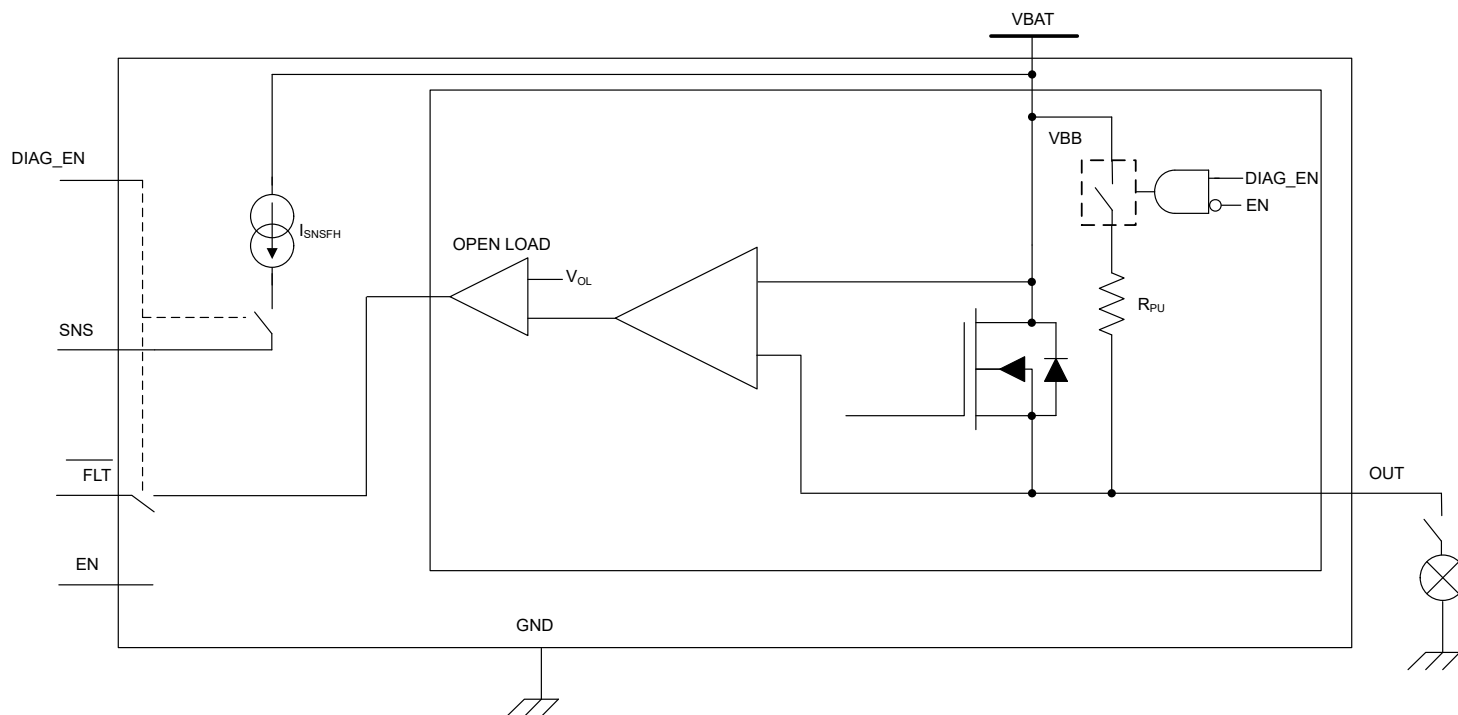 VBAT
VBB
DIAG_EN
DIAG_EN
EN
ISNSFH
OPEN LOAD
VOL
RPU
SNS
FLT
OUT
EN
GND